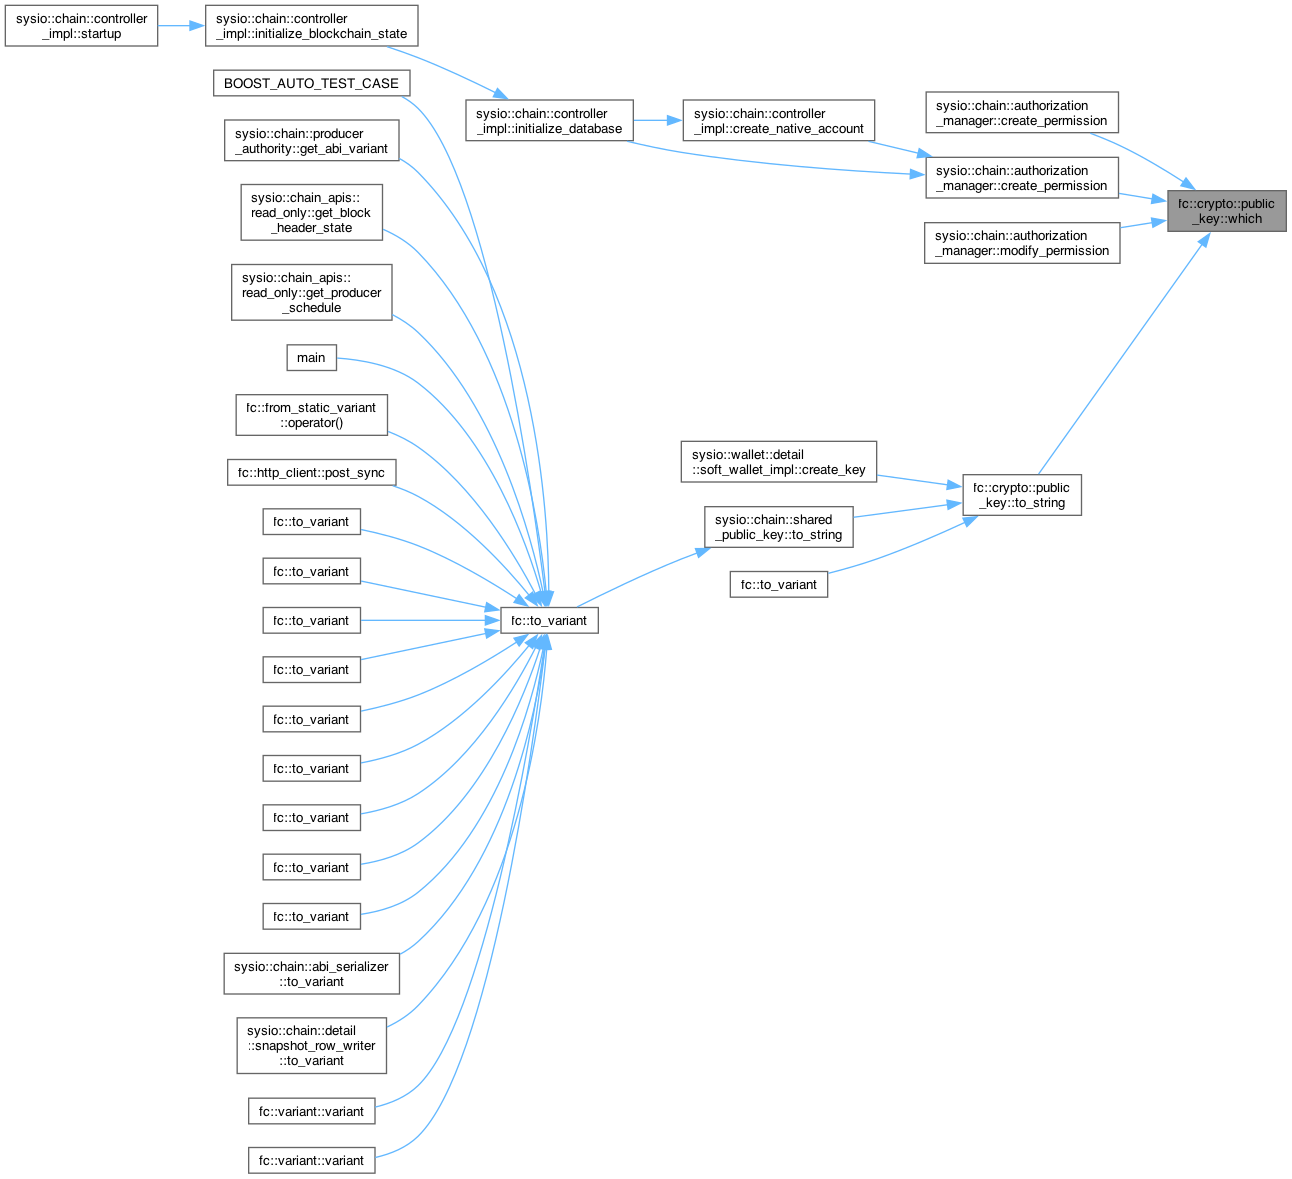 sysio::chain::controller
_impl::startup
sysio::chain::controller
_impl::initialize_blockchain_state
BOOST_AUTO_TEST_CASE
sysio::chain::producer
_authority::get_abi_variant
sysio::chain_apis::
read_only::get_block
_header_state
sysio::chain_apis::
read_only::get_producer
_schedule
main
fc::from_static_variant
::operator()
fc::http_client::post_sync
fc::to_variant
fc::to_variant
fc::to_variant
fc::to_variant
fc::to_variant
fc::to_variant
fc::to_variant
fc::to_variant
fc::to_variant
sysio::chain::abi_serializer
::to_variant
sysio::chain::detail
::snapshot_row_writer
::to_variant
fc::variant::variant
fc::variant::variant
sysio::chain::controller
_impl::initialize_database
fc::to_variant
sysio::chain::controller
_impl::create_native_account
sysio::wallet::detail
::soft_wallet_impl::create_key
sysio::chain::shared
_public_key::to_string
fc::to_variant
sysio::chain::authorization
_manager::create_permission
sysio::chain::authorization
_manager::create_permission
sysio::chain::authorization
_manager::modify_permission
fc::crypto::public
_key::to_string
fc::crypto::public
_key::which